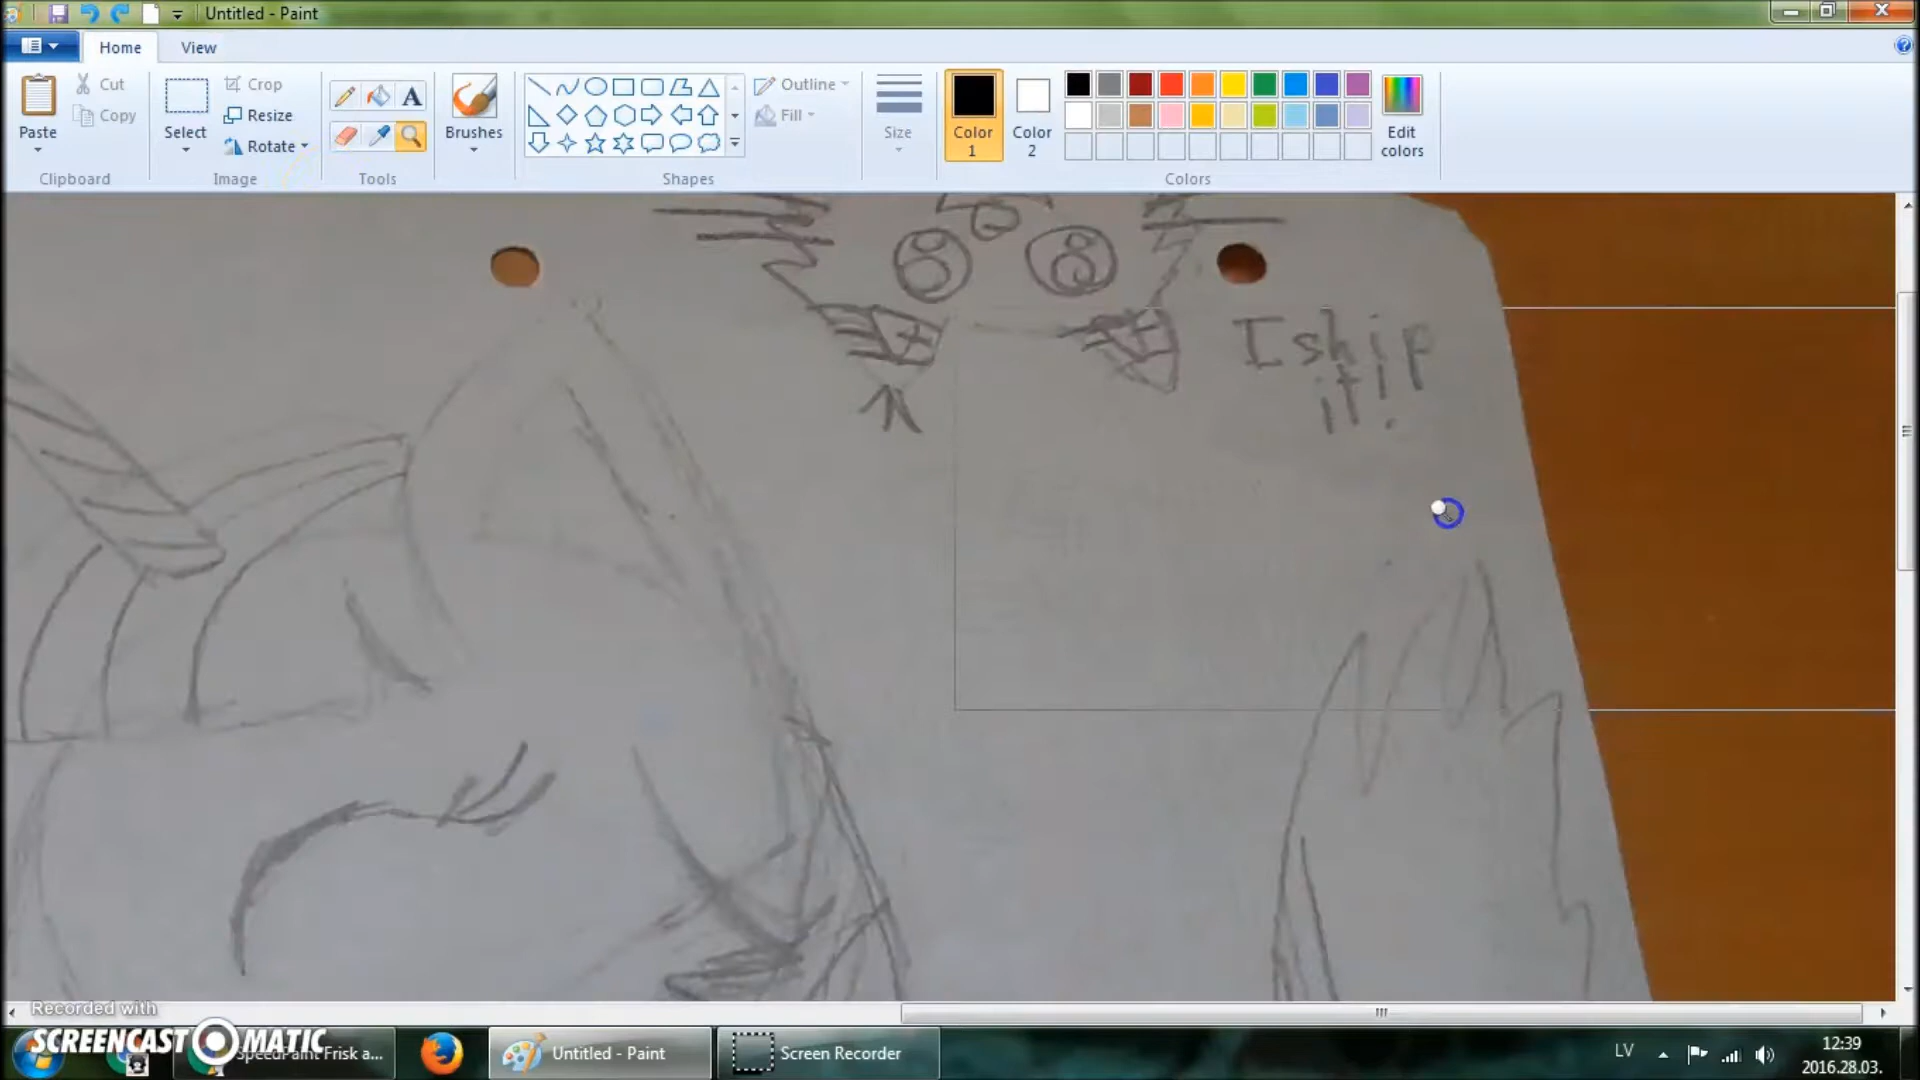 Untitled - Paint
Home View
Paste
Cut
Copy
Clipboard
Select
Crop
Resize
Rotate
Image
A
Tools
Brushes
Shapes
Outline
Fill
Size
Color 1
Color 2
Edit colors
Colors
I ship
it!
Recorded with
SCREENCAST MATIC
SpeedPaint Frisk a...
Untitled - Paint
Screen Recorder
LV
12:39
2016.28.03.